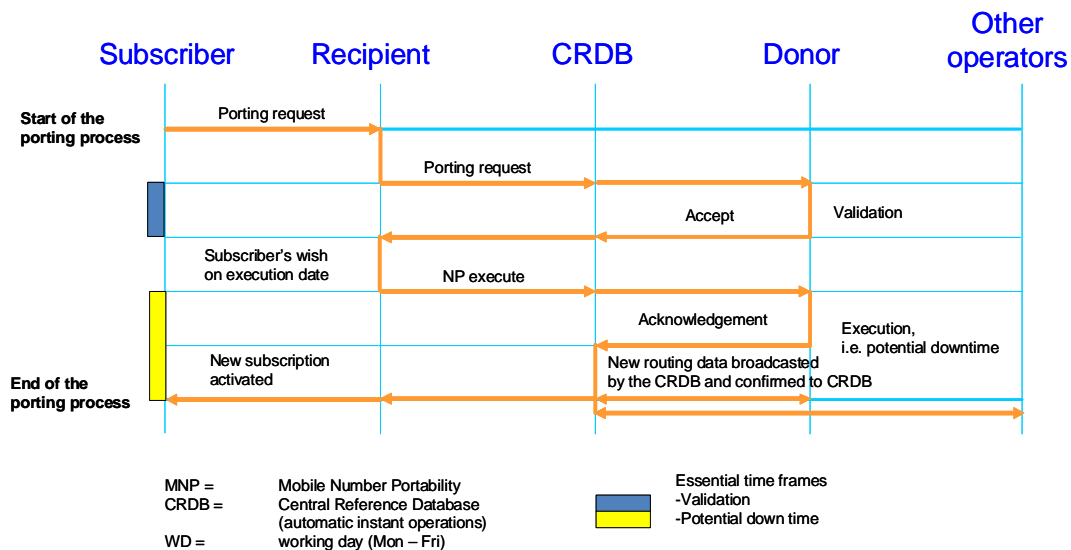 Other
Subscriber Recipient CRDB Donor operators
Start of the
porting process
Porting request
Porting request
Accept
Validation
Subscriber's wish
on execution date
NP execute
Acknowledgement
Execution,
i.e. potential downtime
New subscription
activated
New routing data broadcasted
by the CRDB and confirmed to CRDB
End of the
porting process
MNP = Mobile Number Portability
CRDB = Central Reference Database
(automatic instant operations)
WD = working day (Mon – Fri)
Essential time frames
-Validation
-Potential down time